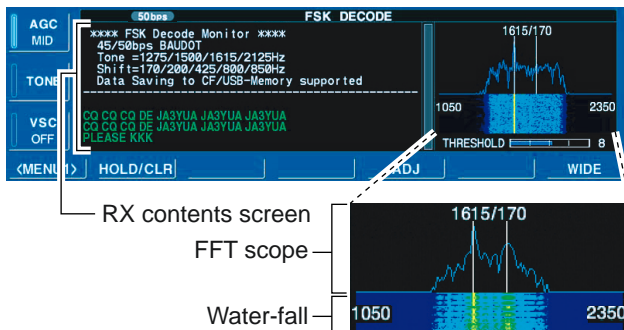 AGC
MID
50bps
FSK DECODE
**** FSK Decode Monitor ****
45/50bps BAUDOT
Tone =1275/1500/1615/2125Hz
Shift=170/200/425/800/850Hz
Data Saving to CF/USB-Memory supported
CQ CQ CQ DE JA3YUA JA3YUA JA3YUA
CQ CQ CQ DE JA3YUA JA3YUA JA3YUA
PLEASE KKK
TONE
VSC
OFF
1615/170
1050
2350
THRESHOLD
8
<MENU1>
HOLD/CLR
ADJ
WIDE
RX contents screen
FFT scope
Water-fall
1615/170
1050
2350